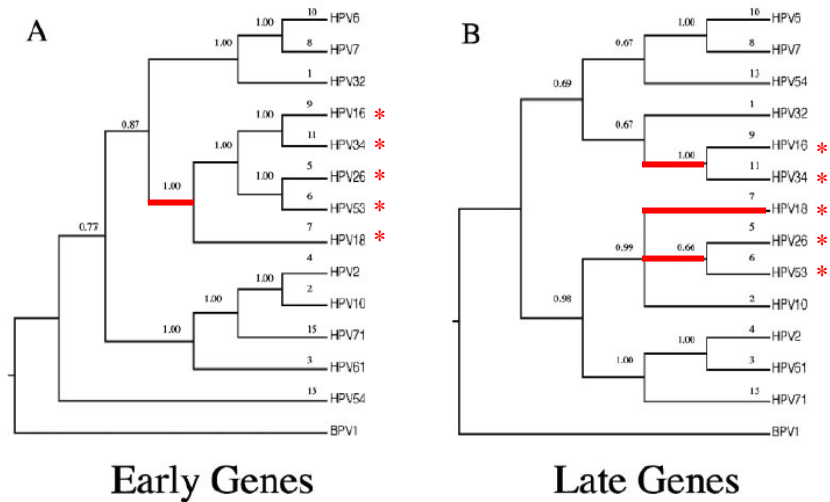 A
10
1.00
HPV6
1.00
8
HPV7
1
HPV32
0.87
9
1.00
HPV16 *
1.00
11
HPV34 *
1.00
5
1.00
HPV26 *
6
HPV53 *
7
HPV18 *
0.77
4
HPV2
1.00
2
HPV10
1.00
15
HPV71
1.00
3
HPV61
13
HPV54
BPV1
Early Genes
B
10
1.00
HPV6
0.67
8
HPV7
13
HPV54
0.69
1
HPV32
0.67
9
HPV16 *
1.00
11
HPV34 *
7
HPV18 *
0.99
5
HPV26 *
0.66
6
HPV53 *
2
HPV10
0.98
4
HPV2
1.00
3
HPV61
1.00
15
HPV71
BPV1
Late Genes